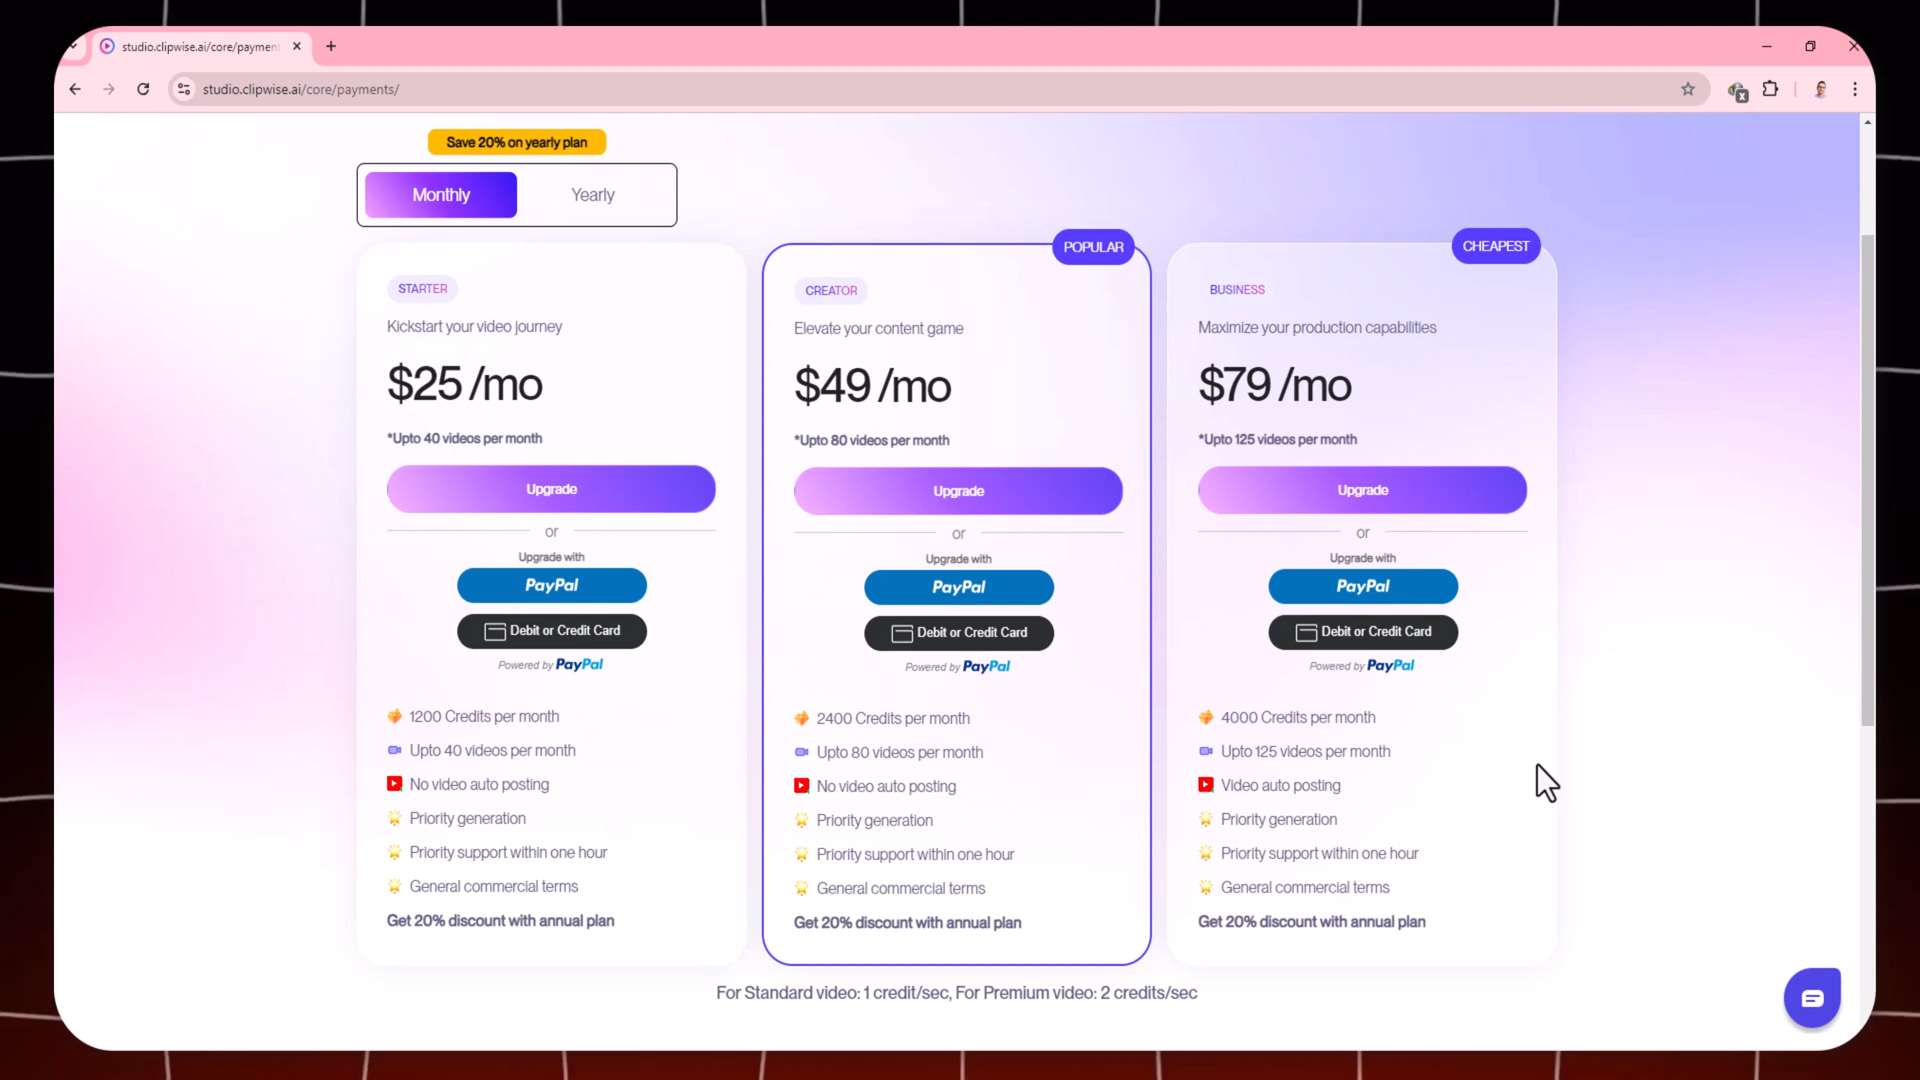 studio.clipwise.ai/core/paymen
studio.clipwise.ai/core/payments/
x
Save 20% on yearly plan
Monthly
Yearly
STARTER
Kickstart your video journey
$25 /mo
*Upto 40 videos per month
Upgrade
or
Upgrade with
PayPal
Debit or Credit Card
Powered by PayPal
1200 Credits per month
Upto 40 videos per month
No video auto posting
Priority generation
Priority support within one hour
General commercial terms
Get 20% discount with annual plan
POPULAR
CREATOR
Elevate your content game
$49 /mo
*Upto 80 videos per month
Upgrade
or
Upgrade with
PayPal
Debit or Credit Card
Powered by PayPal
2400 Credits per month
Upto 80 videos per month
No video auto posting
Priority generation
Priority support within one hour
General commercial terms
Get 20% discount with annual plan
CHEAPEST
BUSINESS
Maximize your production capabilities
$79 /mo
*Upto 125 videos per month
Upgrade
or
Upgrade with
PayPal
Debit or Credit Card
Powered by PayPal
4000 Credits per month
Upto 125 videos per month
Video auto posting
Priority generation
Priority support within one hour
General commercial terms
Get 20% discount with annual plan
For Standard video: 1 credit/sec, For Premium video: 2 credits/sec